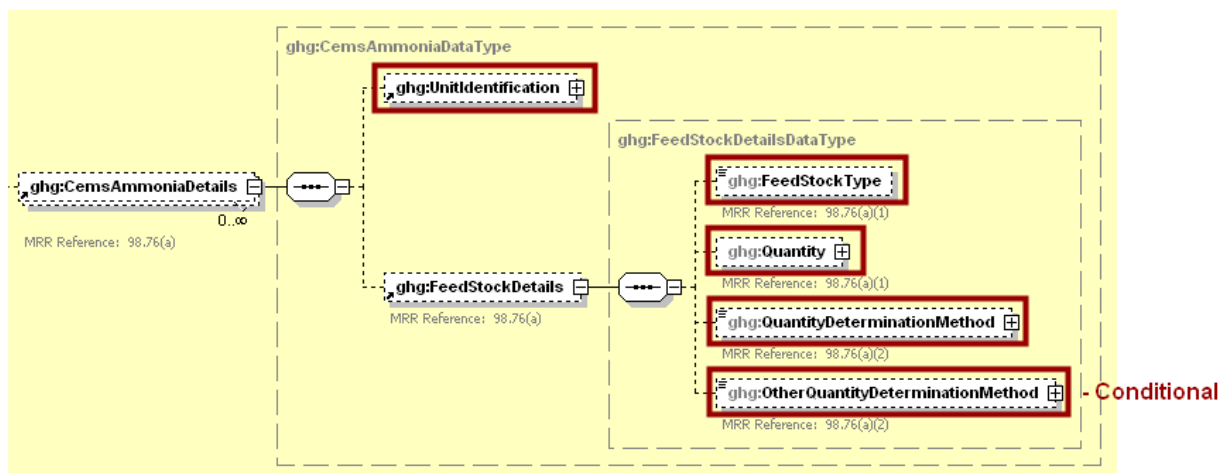 ghg:CemsAmmoniaDataType
ghg:UnitIdentification
ghg:FeedStockDetailsDataType
ghg:FeedStockType
MRR Reference: 98.76(a)(1)
ghg:CemsAmmoniaDetails
0..∞
MRR Reference: 98.76(a)
ghg:Quantity
MRR Reference: 98.76(a)(1)
ghg:FeedStockDetails
MRR Reference: 98.76(a)
ghg:QuantityDeterminationMethod
MRR Reference: 98.76(a)(2)
ghg:OtherQuantityDeterminationMethod - Conditional
MRR Reference: 98.76(a)(2)